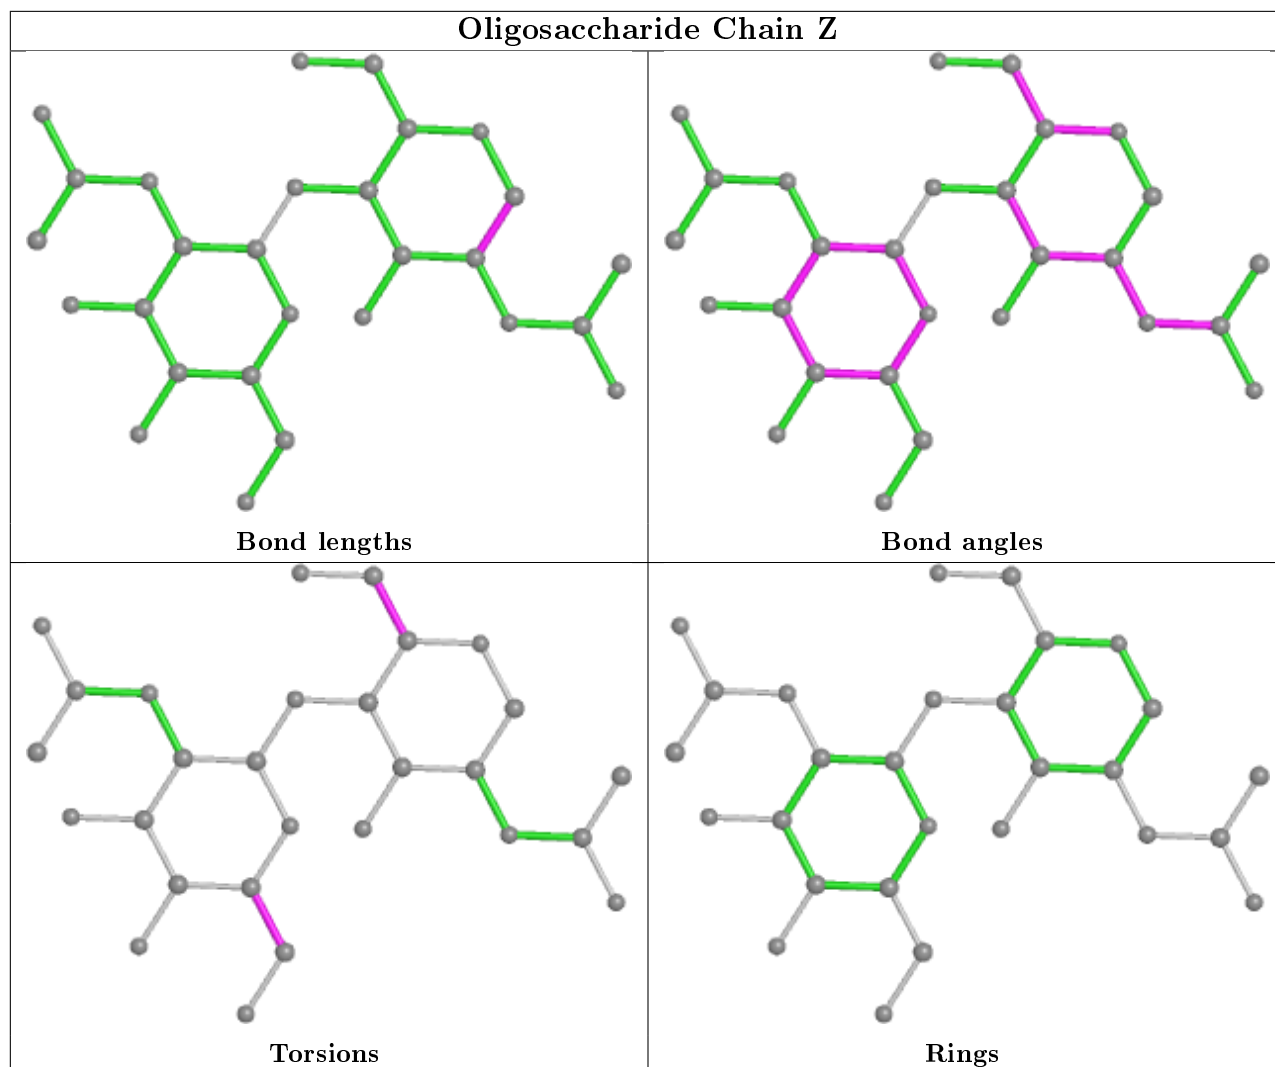 Oligosaccharide Chain Z
Bond lengths
Bond angles
Torsions
Rings